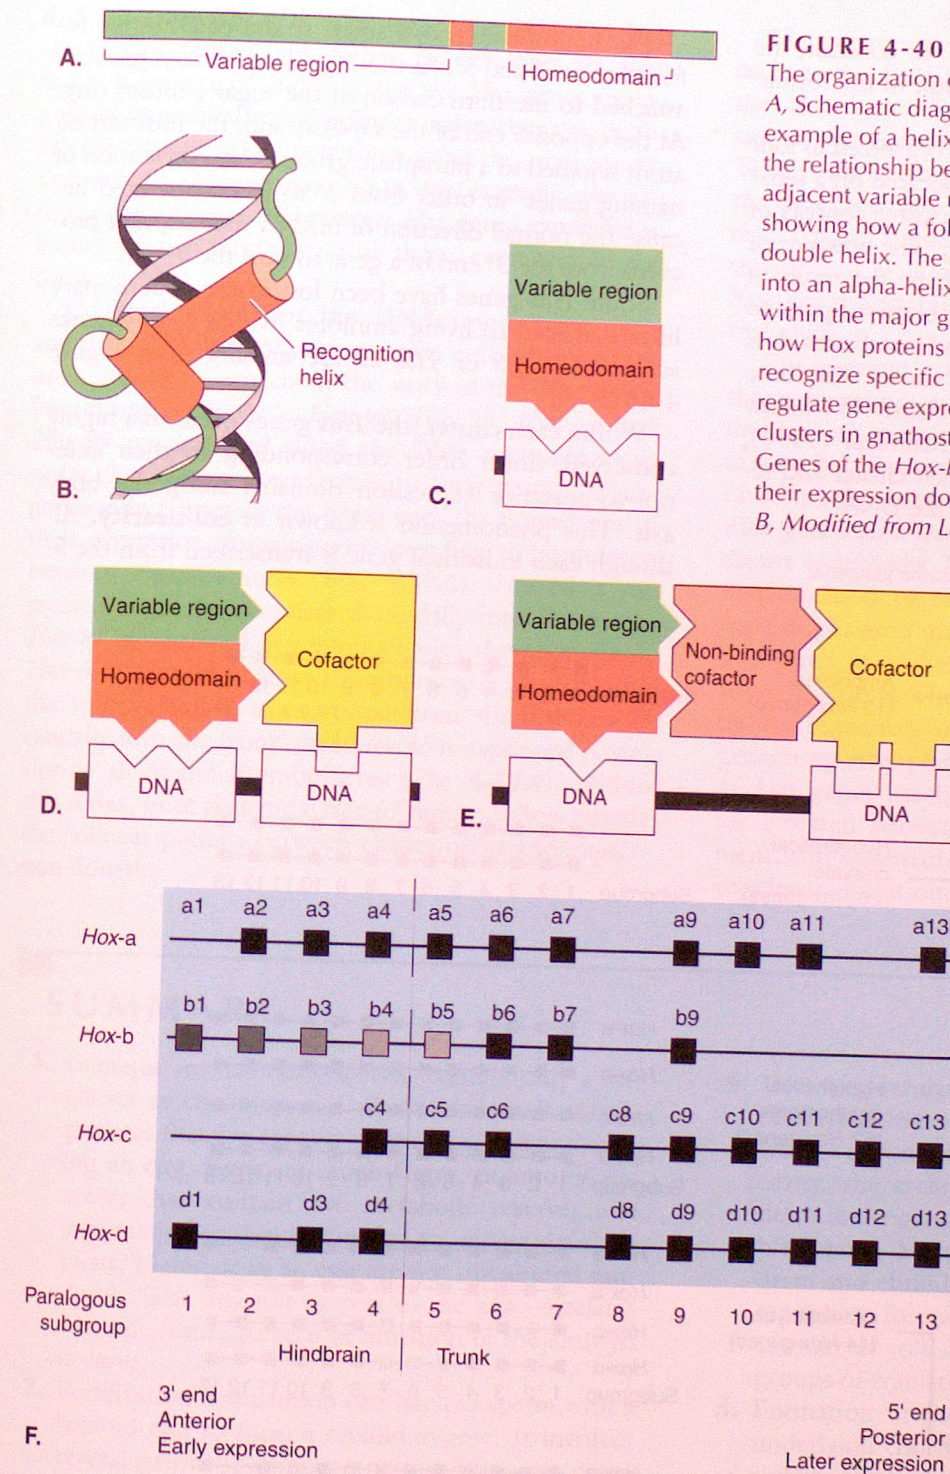 A.
Variable region
Homeodomain
FIGURE 4-40
The organization
A, Schematic diag
example of a helix
the relationship be
adjacent variable
showing how a fol
double helix. The
into an alpha-helix
within the major g
how Hox proteins
recognize specific
regulate gene expre
clusters in gnathost
Genes of the Hox-
their expression do
B, Modified from L
Recognition
helix
B.
Variable region
Homeodomain
DNA
C.
Variable region
Homeodomain
Cofactor
DNA
DNA
D.
Variable region
Homeodomain
Non-binding
cofactor
Cofactor
DNA
DNA
E.
a1 a2 a3 a4 a5 a6 a7 a9 a10 a11 a13
Hox-a
b1 b2 b3 b4 b5 b6 b7 b9
Hox-b
c4 c5 c6 c8 c9 c10 c11 c12 c13
Hox-c
d1 d3 d4 d8 d9 d10 d11 d12 d13
Hox-d
Paralogous
subgroup
1 2 3 4 5 6 7 8 9 10 11 12 13
Hindbrain
Trunk
3' end
Anterior
Early expression
5' end
Posterior
Later expression
F.